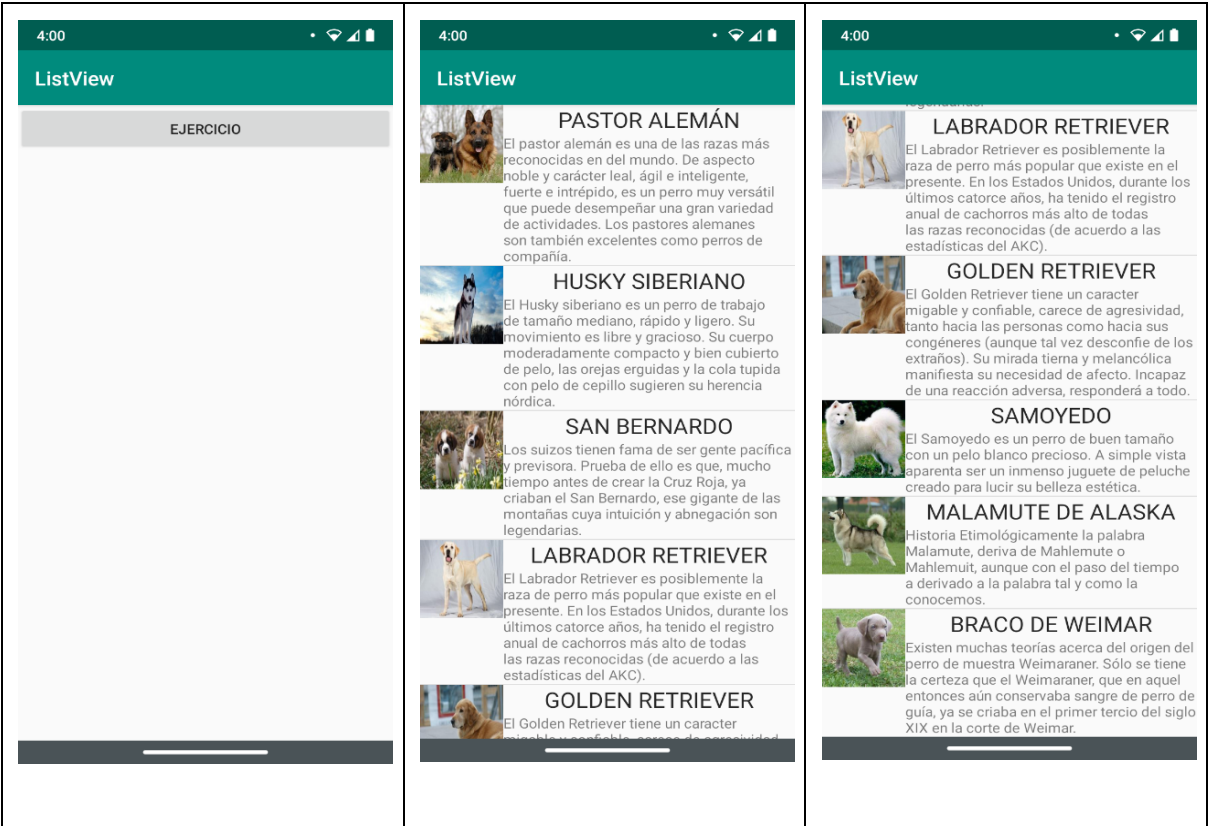 4:00
ListView
EJERCICIO
4:00
ListView
PASTOR ALEMÁN
El pastor alemán es una de las razas más
reconocidas en del mundo. De aspecto
noble y carácter leal, ágil e inteligente,
fuerte e intrépido, es un perro muy versátil
que puede desempeñar una gran variedad
de actividades. Los pastores alemanes
son también excelentes como perros de
compañía.
HUSKY SIBERIANO
El Husky siberiano es un perro de trabajo
de tamaño mediano, rápido y ligero. Su
movimiento es libre y gracioso. Su cuerpo
moderadamente compacto y bien cubierto
de pelo, las orejas erguidas y la cola tupida
con pelo de cepillo sugieren su herencia
nórdica.
SAN BERNARDO
Los suizos tienen fama de ser gente pacífica
y previsora. Prueba de ello es que, mucho
tiempo antes de crear la Cruz Roja, ya
criaban el San Bernardo, ese gigante de las
montañas cuya intuición y abnegación son
legendarias.
LABRADOR RETRIEVER
El Labrador Retriever es posiblemente la
raza de perro más popular que existe en el
presente. En los Estados Unidos, durante los
últimos catorce años, ha tenido el registro
anual de cachorros más alto de todas
las razas reconocidas (de acuerdo a las
estadísticas del AKC).
GOLDEN RETRIEVER
El Golden Retriever tiene un caracter
migable y confiable, carece de agresividad,
4:00
ListView
legendarias.
LABRADOR RETRIEVER
El Labrador Retriever es posiblemente la
raza de perro más popular que existe en el
presente. En los Estados Unidos, durante los
últimos catorce años, ha tenido el registro
anual de cachorros más alto de todas
las razas reconocidas (de acuerdo a las
estadísticas del AKC).
GOLDEN RETRIEVER
El Golden Retriever tiene un caracter
migable y confiable, carece de agresividad,
tanto hacia las personas como hacia sus
congéneres (aunque tal vez desconfie de los
extraños). Su mirada tierna y melancólica
manifiesta su necesidad de afecto. Incapaz
de una reacción adversa, responderá a todo.
SAMOYEDO
El Samoyedo es un perro de buen tamaño
con un pelo blanco precioso. A simple vista
aparenta ser un inmenso juguete de peluche
creado para lucir su belleza estética.
MALAMUTE DE ALASKA
Historia Etimológicamente la palabra
Malamute, deriva de Mahlemute o
Mahlemuit, aunque con el paso del tiempo
a derivado a la palabra tal y como la
conocemos.
BRACO DE WEIMAR
Existen muchas teorías acerca del origen del
perro de muestra Weimaraner. Sólo se tiene
la certeza que el Weimaraner, que en aquel
entonces aún conservaba sangre de perro de
guía, ya se criaba en el primer tercio del siglo
XIX en la corte de Weimar.